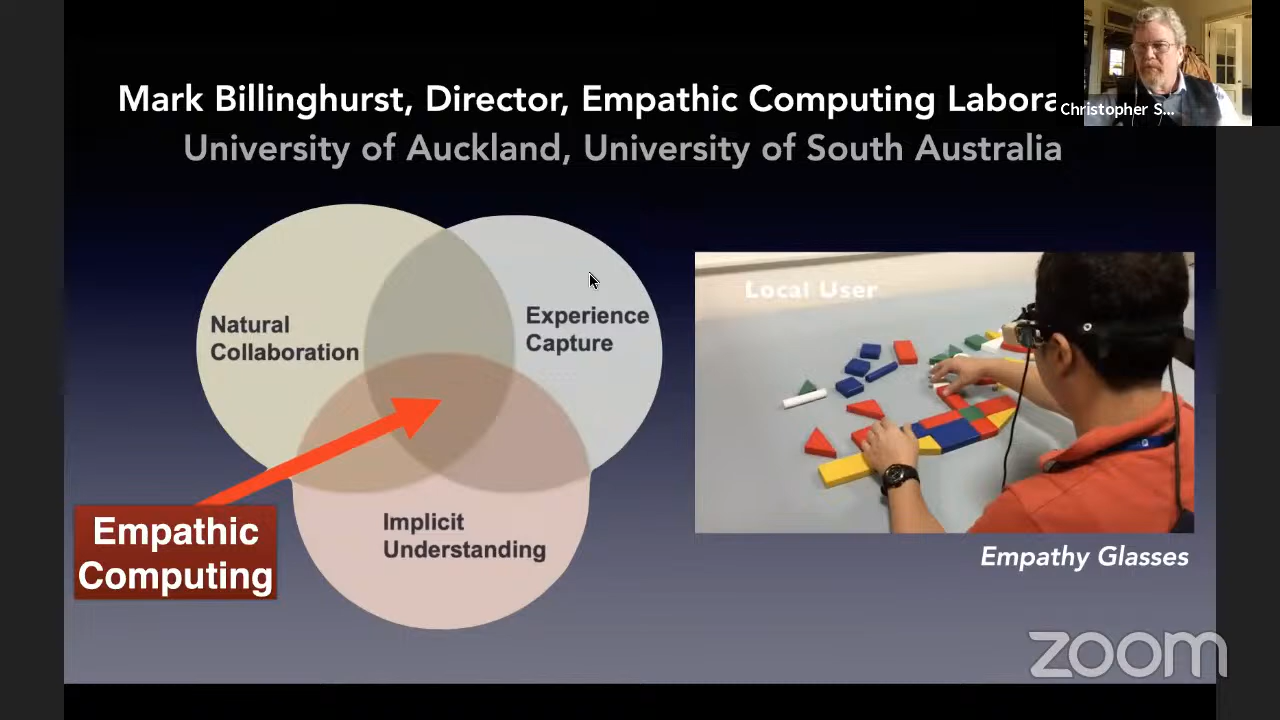 Mark Billinghurst, Director, Empathic Computing Labora
Christopher S...
University of Auckland, University of South Australia
Natural
Collaboration
Experience
Capture
Implicit
Understanding
Empathic
Computing
Local User
Empathy Glasses
zoom